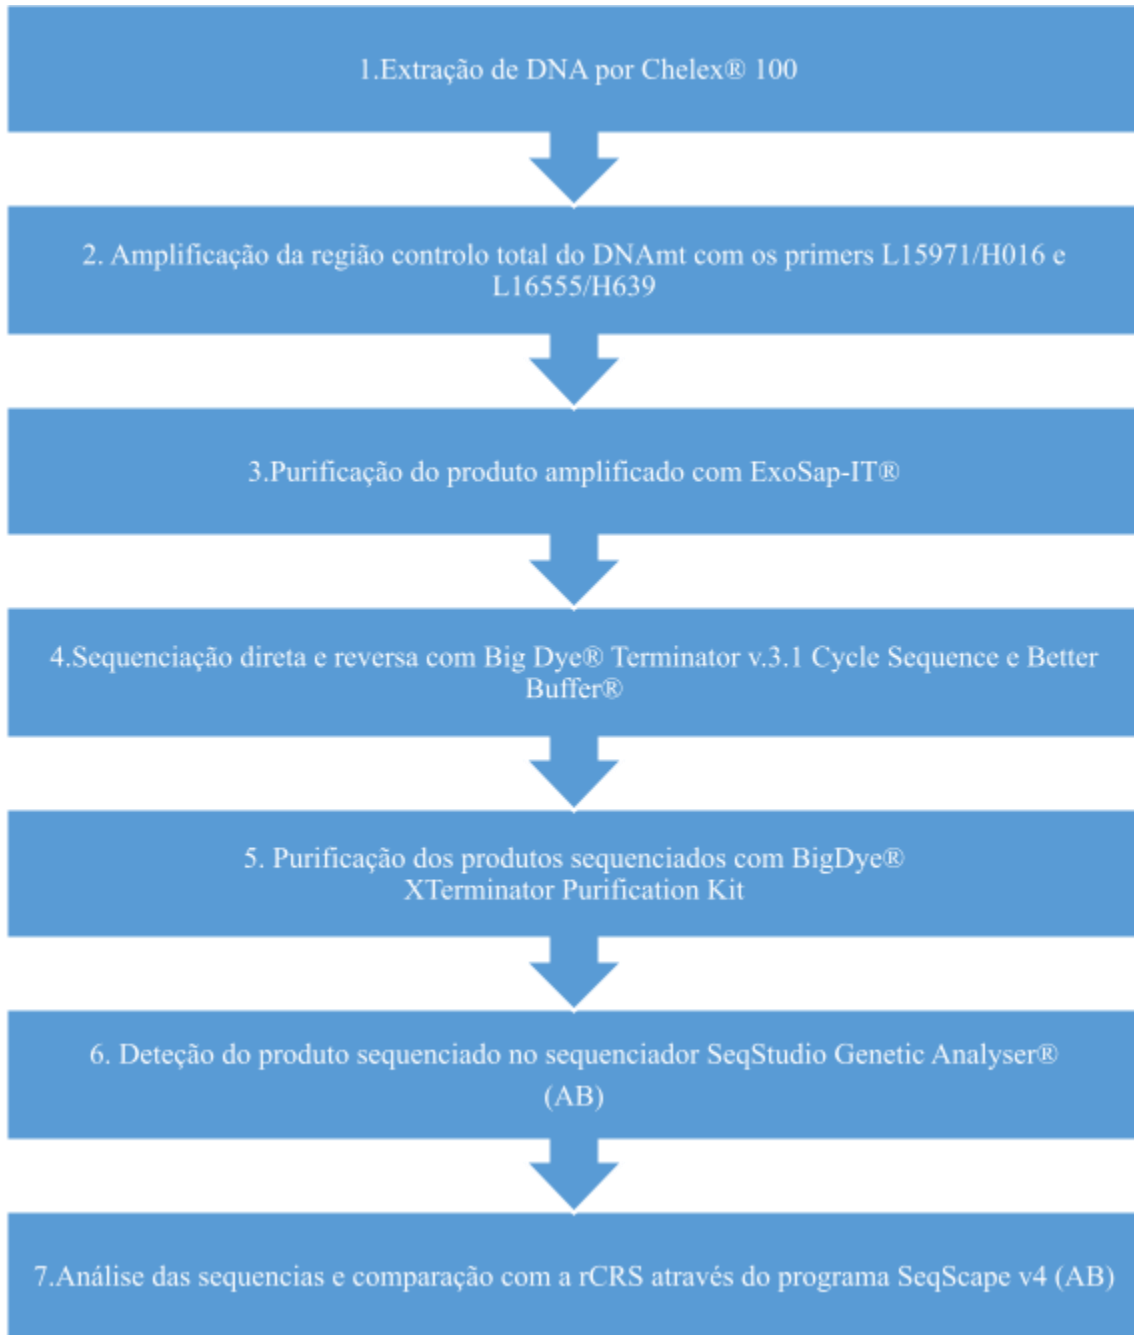 1.Extração de DNA por Chelex® 100
2. Amplificação da região controlo total do DNAmt com os primers L15971/H016 e
L16555/H639
3.Purificação do produto amplificado com ExoSap-IT®
4.Sequenciação direta e reversa com Big Dye® Terminator v.3.1 Cycle Sequence e Better
Buffer®
5. Purificação dos produtos sequenciados com BigDye®
XTerminator Purification Kit
6. Deteção do produto sequenciado no sequenciador SeqStudio Genetic Analyser®
(AB)
7.Análise das sequencias e comparação com a rCRS através do programa SeqScape v4 (AB)